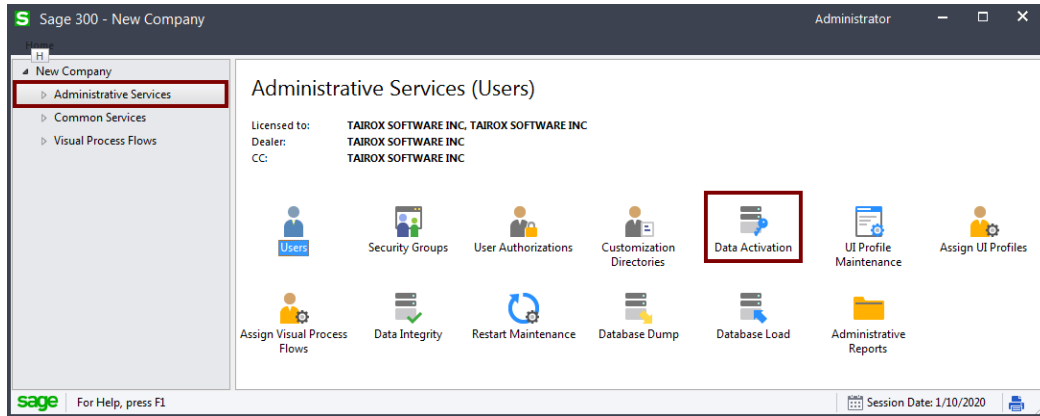 S Sage 300 - New Company
Administrator
Home
H
New Company
Administrative Services
Common Services
Visual Process Flows
Administrative Services (Users)
Licensed to: TAIROX SOFTWARE INC, TAIROX SOFTWARE INC
Dealer: TAIROX SOFTWARE INC
CC: TAIROX SOFTWARE INC
Users
Security Groups
User Authorizations
Customization
Directories
Data Activation
UI Profile
Maintenance
Assign UI Profiles
Assign Visual Process
Flows
Data Integrity
Restart Maintenance
Database Dump
Database Load
Administrative
Reports
sage
For Help, press F1
Session Date: 1/10/2020